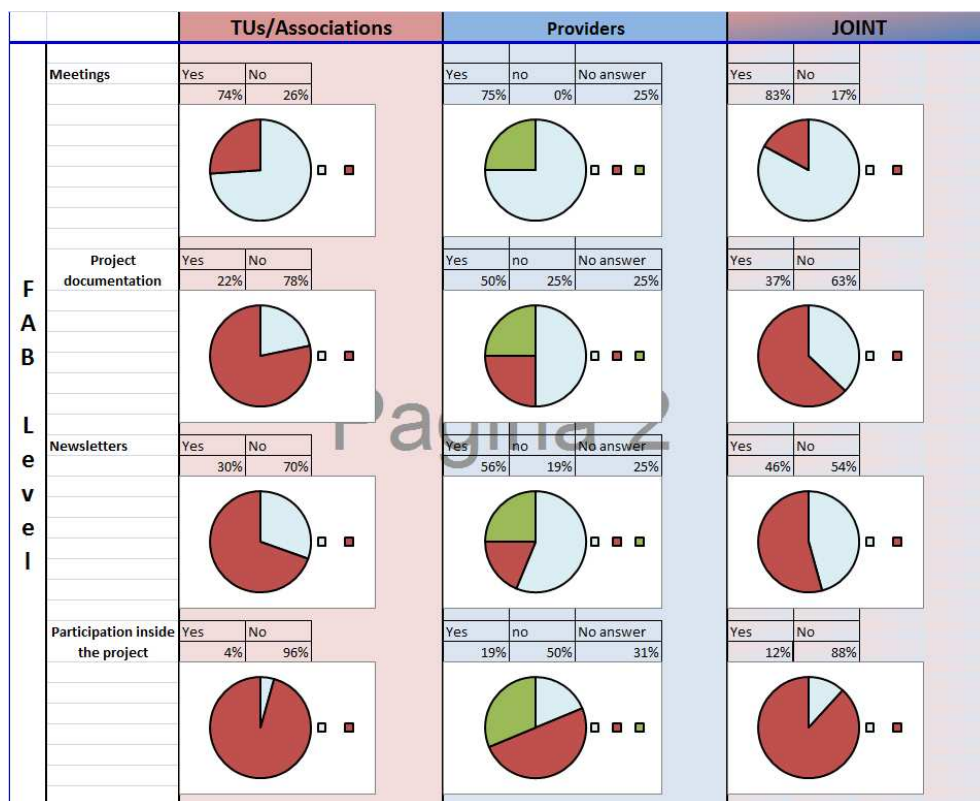 TUs/Associations Providers JOINT
FAB Level
Meetings Yes No Yes no No answer Yes No
74% 26% 75% 0% 25% 83% 17%
Project documentation Yes No Yes no No answer Yes No
22% 78% 50% 25% 25% 37% 63%
Pagina 2
Newsletters Yes No Yes no No answer Yes No
30% 70% 56% 19% 25% 46% 54%
Participation inside the project Yes No Yes no No answer Yes No
4% 96% 19% 50% 31% 12% 88%